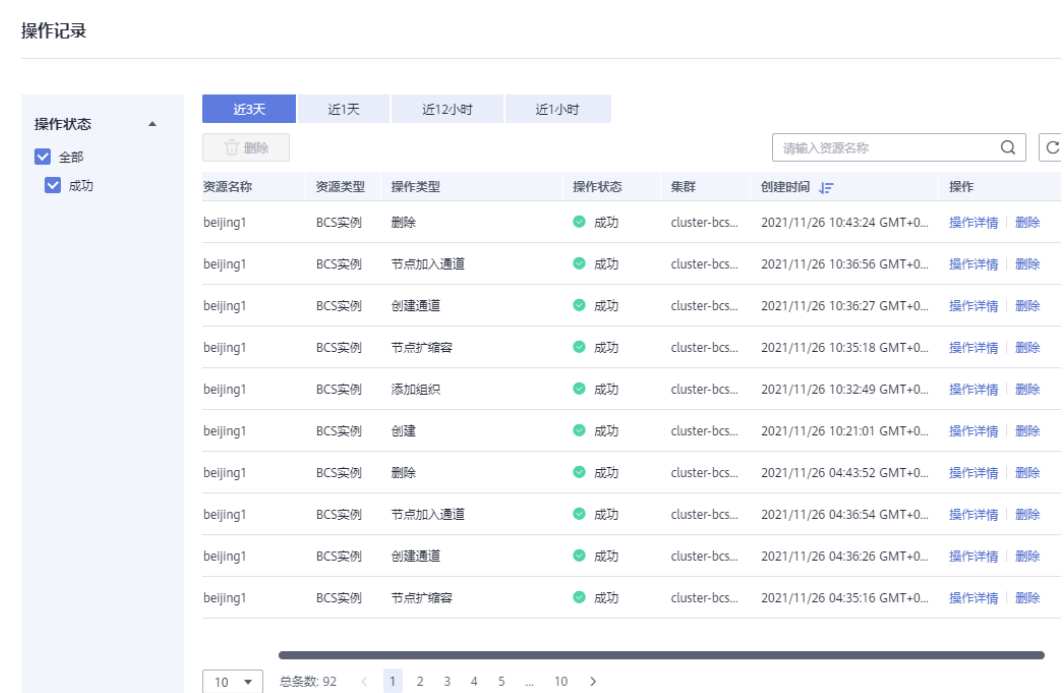 操作记录
操作状态
全部
成功
近3天 近1天 近12小时 近1小时
删除 请输入资源名称
资源名称 资源类型 操作类型 操作状态 集群 创建时间 操作
beijing1 BCS实例 删除 成功 cluster-bcs... 2021/11/26 10:43:24 GMT+0... 操作详情 删除
beijing1 BCS实例 节点加入通道 成功 cluster-bcs... 2021/11/26 10:36:56 GMT+0... 操作详情 删除
beijing1 BCS实例 创建通道 成功 cluster-bcs... 2021/11/26 10:36:27 GMT+0... 操作详情 删除
beijing1 BCS实例 节点扩缩容 成功 cluster-bcs... 2021/11/26 10:35:18 GMT+0... 操作详情 删除
beijing1 BCS实例 添加组织 成功 cluster-bcs... 2021/11/26 10:32:49 GMT+0... 操作详情 删除
beijing1 BCS实例 创建 成功 cluster-bcs... 2021/11/26 10:21:01 GMT+0... 操作详情 删除
beijing1 BCS实例 删除 成功 cluster-bcs... 2021/11/26 04:43:52 GMT+0... 操作详情 删除
beijing1 BCS实例 节点加入通道 成功 cluster-bcs... 2021/11/26 04:36:54 GMT+0... 操作详情 删除
beijing1 BCS实例 创建通道 成功 cluster-bcs... 2021/11/26 04:36:26 GMT+0... 操作详情 删除
beijing1 BCS实例 节点扩缩容 成功 cluster-bcs... 2021/11/26 04:35:16 GMT+0... 操作详情 删除
10 总条数: 92 < 1 2 3 4 5 ... 10 >